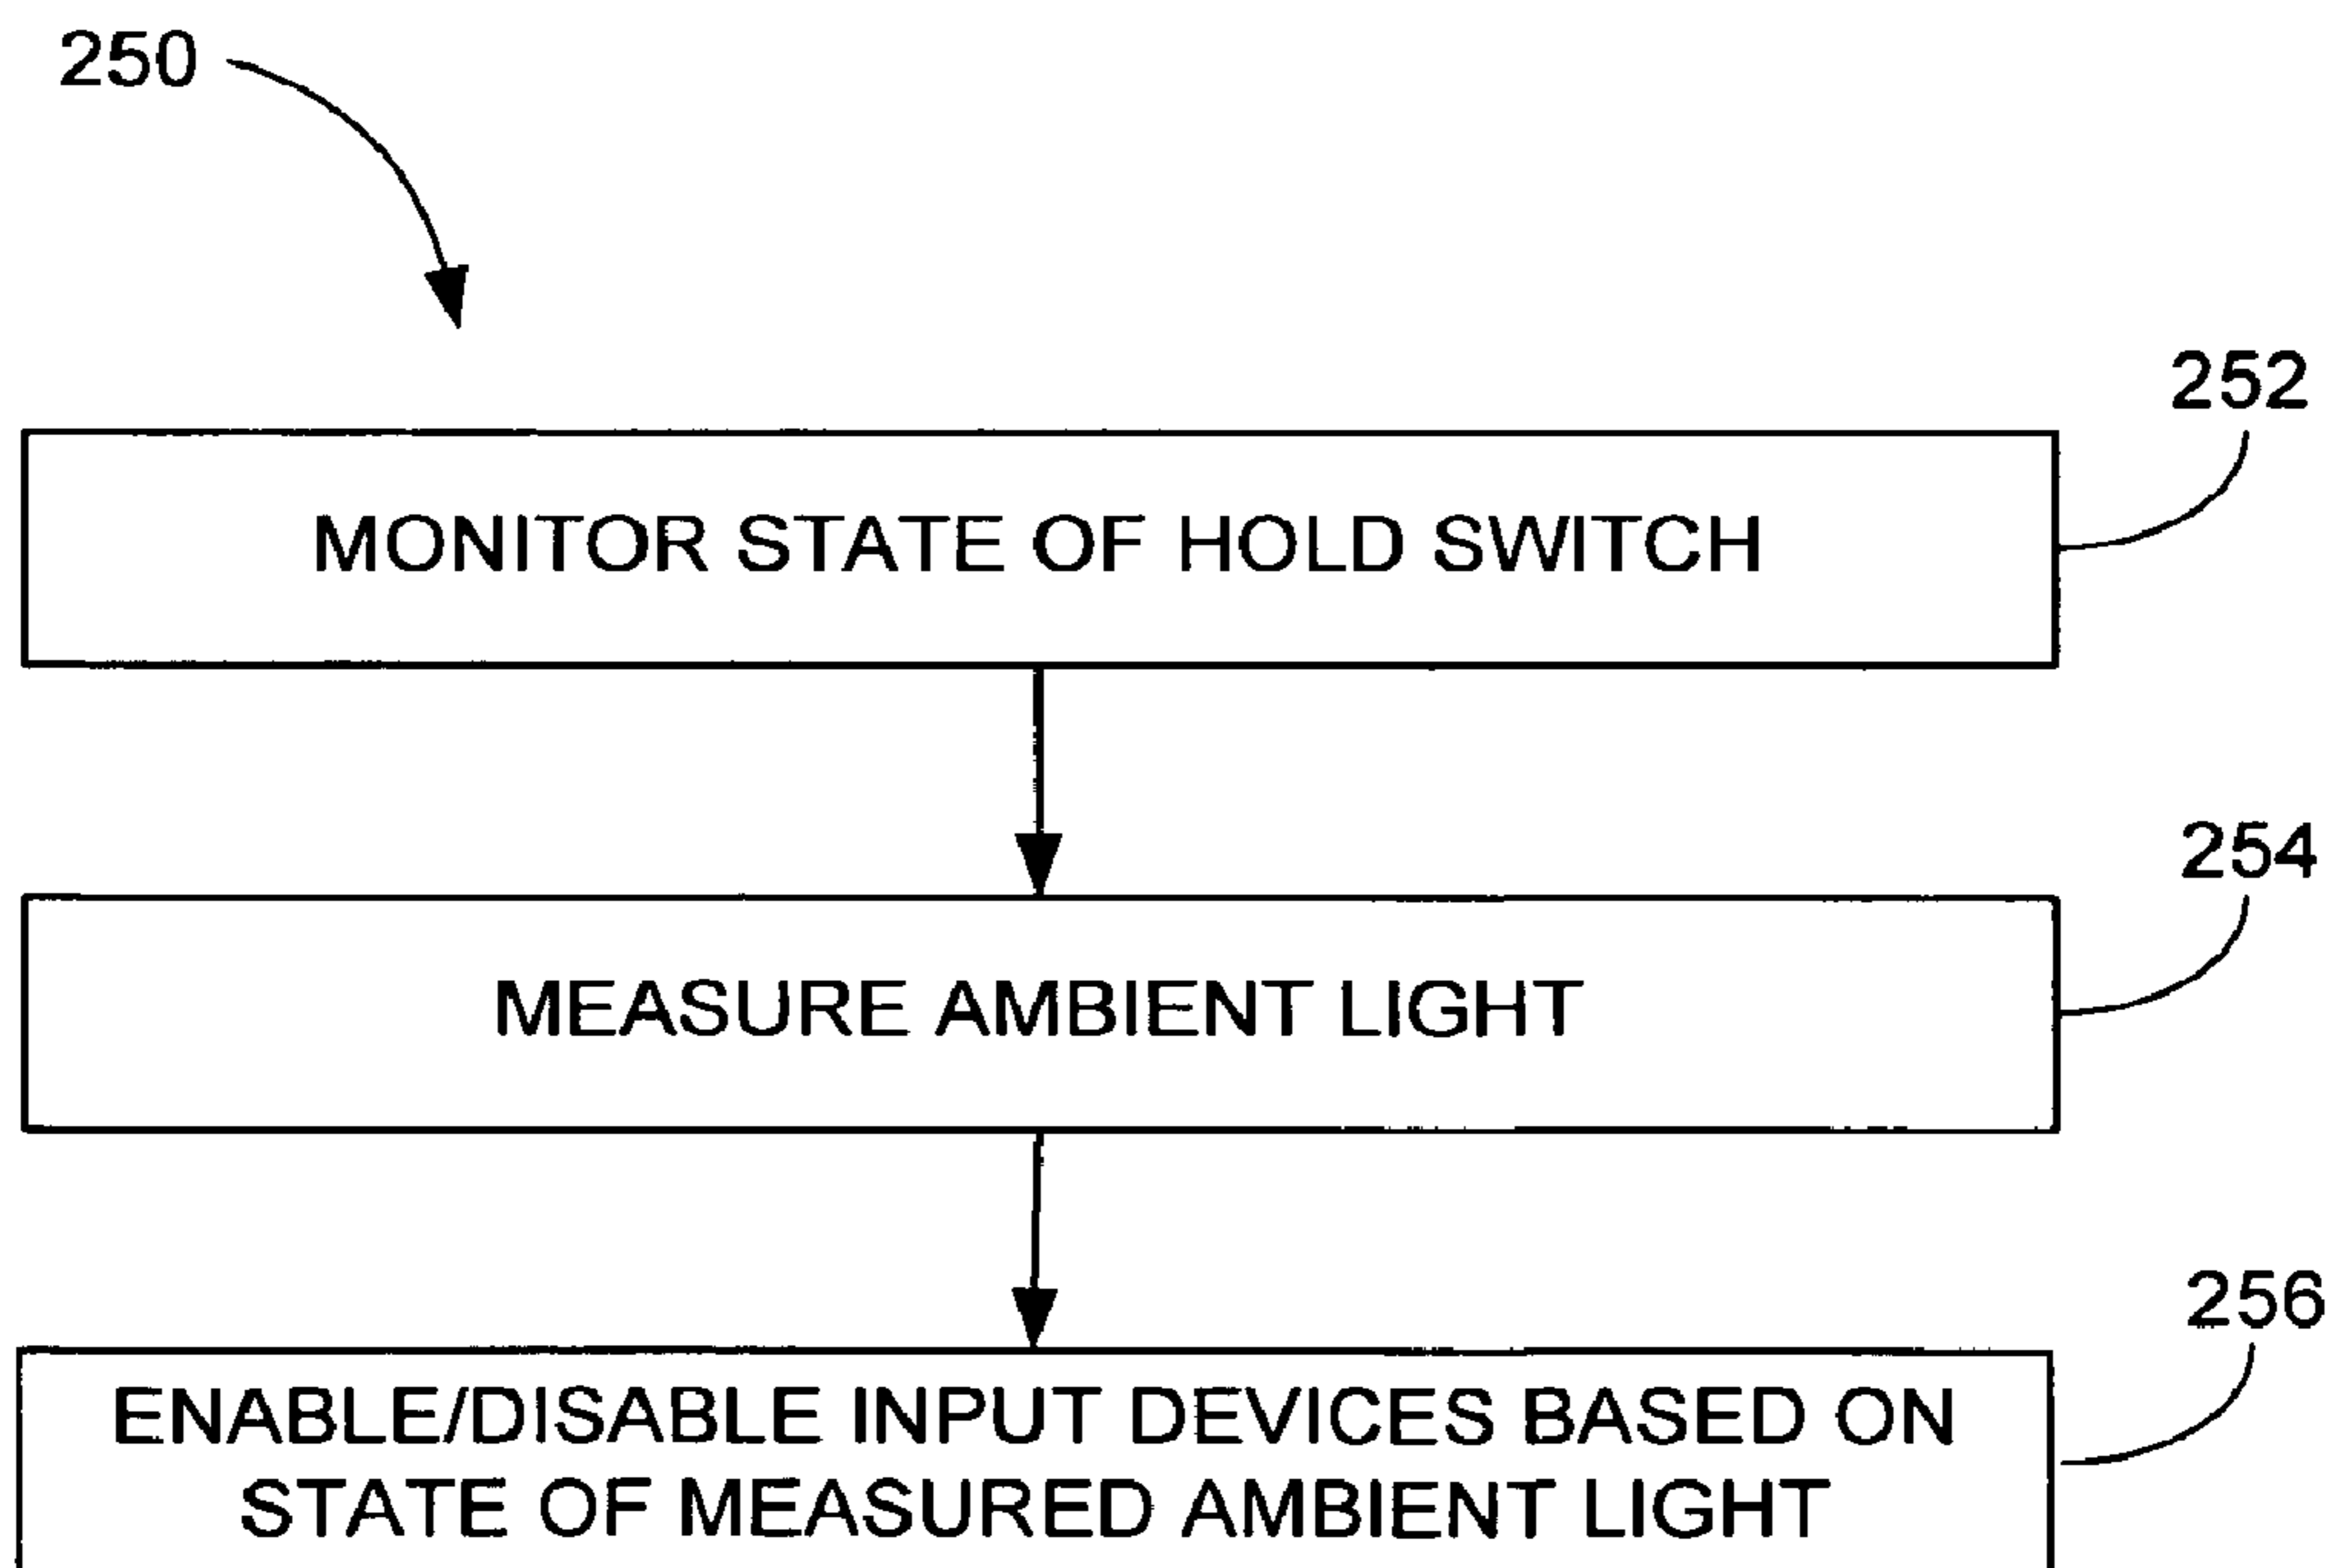 250
252
MONITOR STATE OF HOLD SWITCH
254
MEASURE AMBIENT LIGHT
256
ENABLE/DISABLE INPUT DEVICES BASED ON
STATE OF MEASURED AMBIENT LIGHT